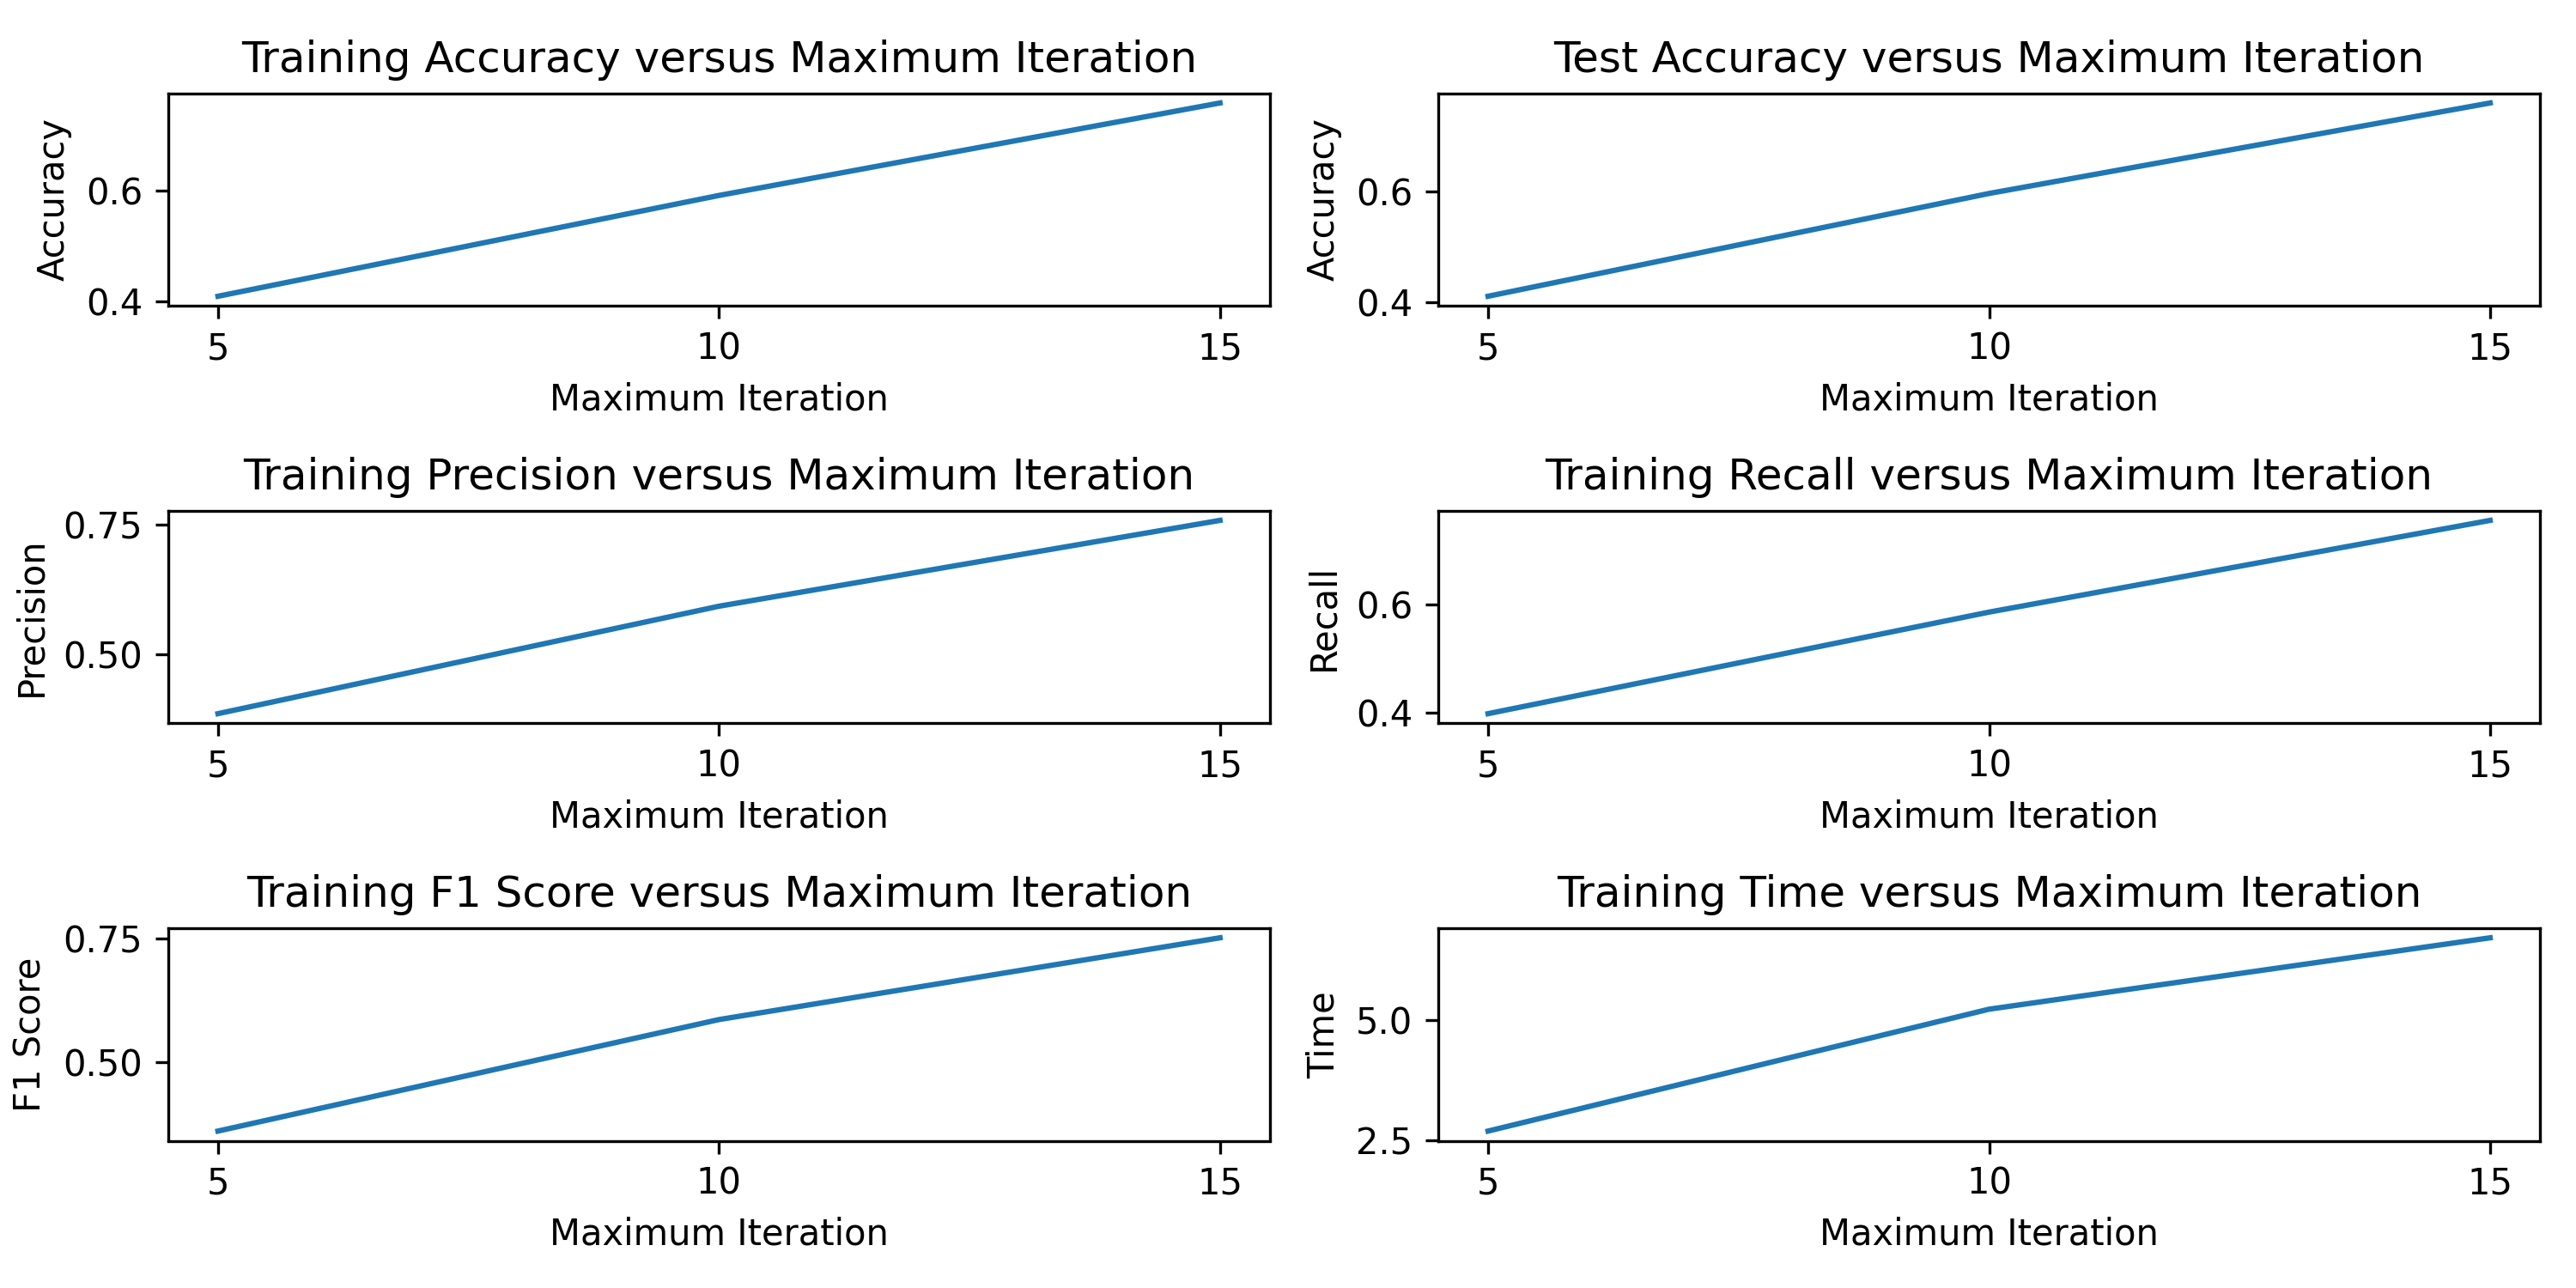 Training Accuracy versus Maximum Iteration
Accuracy
0.6
0.4
5 10 15
Maximum Iteration
Test Accuracy versus Maximum Iteration
Accuracy
0.6
0.4
5 10 15
Maximum Iteration
Training Precision versus Maximum Iteration
Precision
0.75
0.50
5 10 15
Maximum Iteration
Training Recall versus Maximum Iteration
Recall
0.6
0.4
5 10 15
Maximum Iteration
Training F1 Score versus Maximum Iteration
F1 Score
0.75
0.50
5 10 15
Maximum Iteration
Training Time versus Maximum Iteration
Time
5.0
2.5
5 10 15
Maximum Iteration